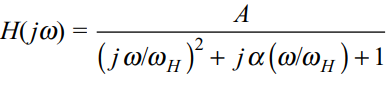 H(jω) = A / ((jω/ω_H)² + jα(ω/ω_H) + 1)